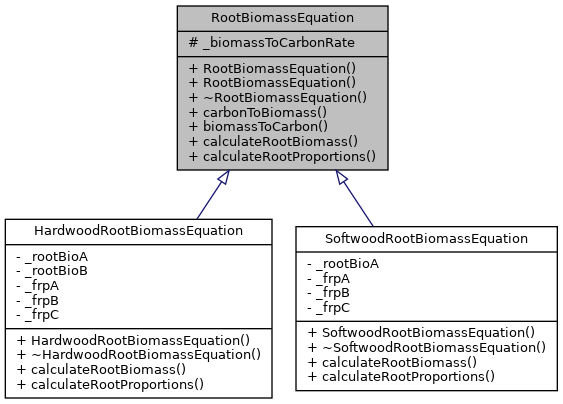 RootBiomassEquation
# _biomassToCarbonRate
+ RootBiomassEquation()
+ RootBiomassEquation()
+ ~RootBiomassEquation()
+ carbonToBiomass()
+ biomassToCarbon()
+ calculateRootBiomass()
+ calculateRootProportions()
HardwoodRootBiomassEquation
- _rootBioA
- _rootBioB
- _frpA
- _frpB
- _frpC
+ HardwoodRootBiomassEquation()
+ ~HardwoodRootBiomassEquation()
+ calculateRootBiomass()
+ calculateRootProportions()
SoftwoodRootBiomassEquation
- _rootBioA
- _frpA
- _frpB
- _frpC
+ SoftwoodRootBiomassEquation()
+ ~SoftwoodRootBiomassEquation()
+ calculateRootBiomass()
+ calculateRootProportions()